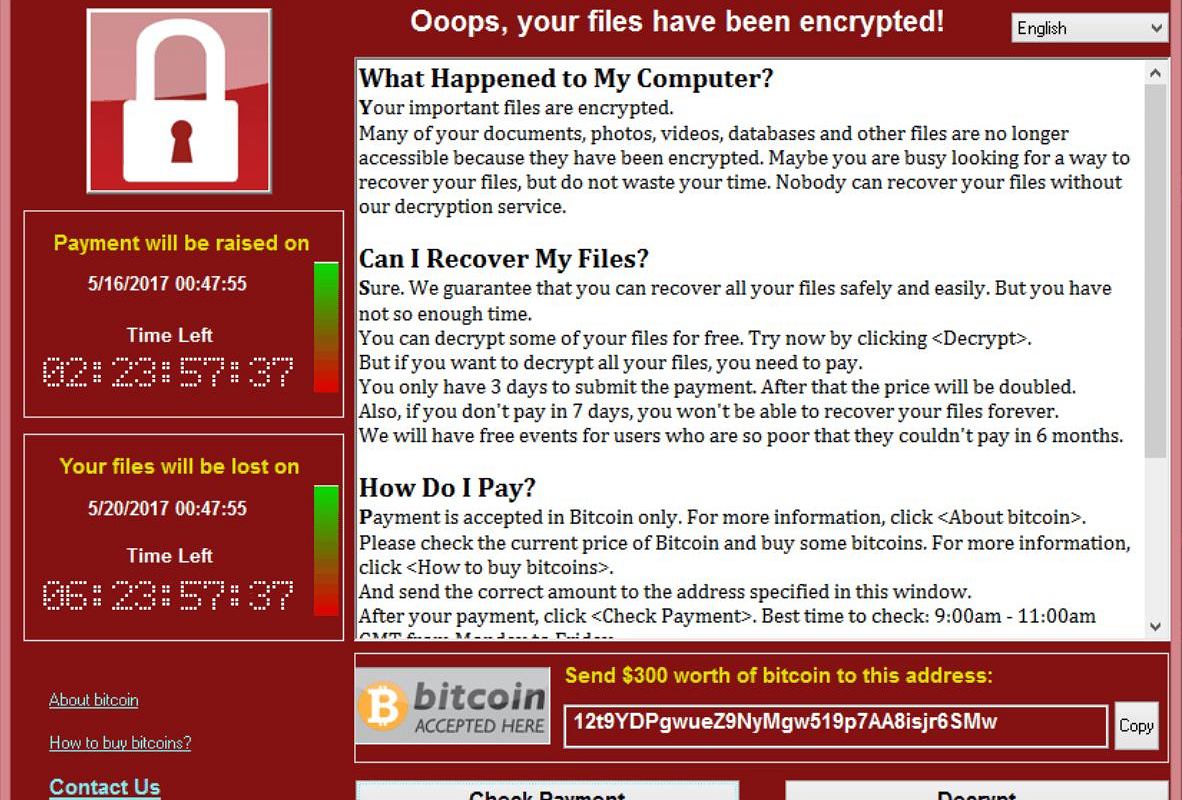 Ooops, your files have been encrypted!
English
What Happened to My Computer?
Your important files are encrypted.
Many of your documents, photos, videos, databases and other files are no longer
accessible because they have been encrypted. Maybe you are busy looking for a way to
recover your files, but do not waste your time. Nobody can recover your files without
our decryption service.
Can I Recover My Files?
Sure. We guarantee that you can recover all your files safely and easily. But you have
not so enough time.
You can decrypt some of your files for free. Try now by clicking <Decrypt>.
But if you want to decrypt all your files, you need to pay.
You only have 3 days to submit the payment. After that the price will be doubled.
Also, if you don't pay in 7 days, you won't be able to recover your files forever.
We will have free events for users who are so poor that they couldn't pay in 6 months.
How Do I Pay?
Payment is accepted in Bitcoin only. For more information, click <About bitcoin>.
Please check the current price of Bitcoin and buy some bitcoins. For more information,
click <How to buy bitcoins>.
And send the correct amount to the address specified in this window.
After your payment, click <Check Payment>. Best time to check: 9:00am - 11:00am
GMT from Monday to Friday
Payment will be raised on
5/16/2017 00:47:55
Time Left
02:23:57:37
Your files will be lost on
5/20/2017 00:47:55
Time Left
06:23:57:37
About bitcoin
How to buy bitcoins?
Contact Us
bitcoin
ACCEPTED HERE
Send $300 worth of bitcoin to this address:
12t9YDPgwueZ9NyMgw519p7AA8isjr6SMw
Copy
Check Payment
Decrypt